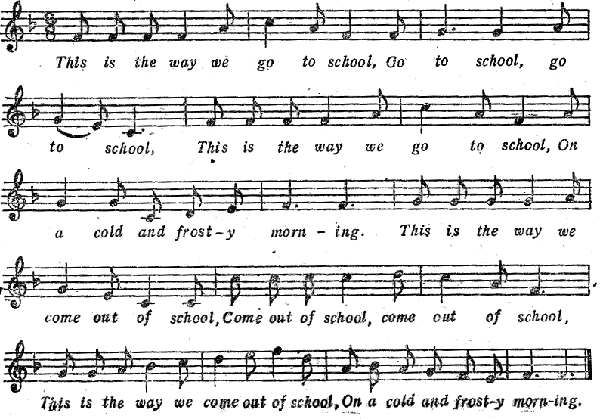 This is the way we go to school, Go to school, go
to school, This is the way we go to school, On
a cold and frost-y morn - ing. This is the way we
come out of school, Come out of school, come out of school,
This is the way we come out of school, On a cold and frost-y morn-ing.